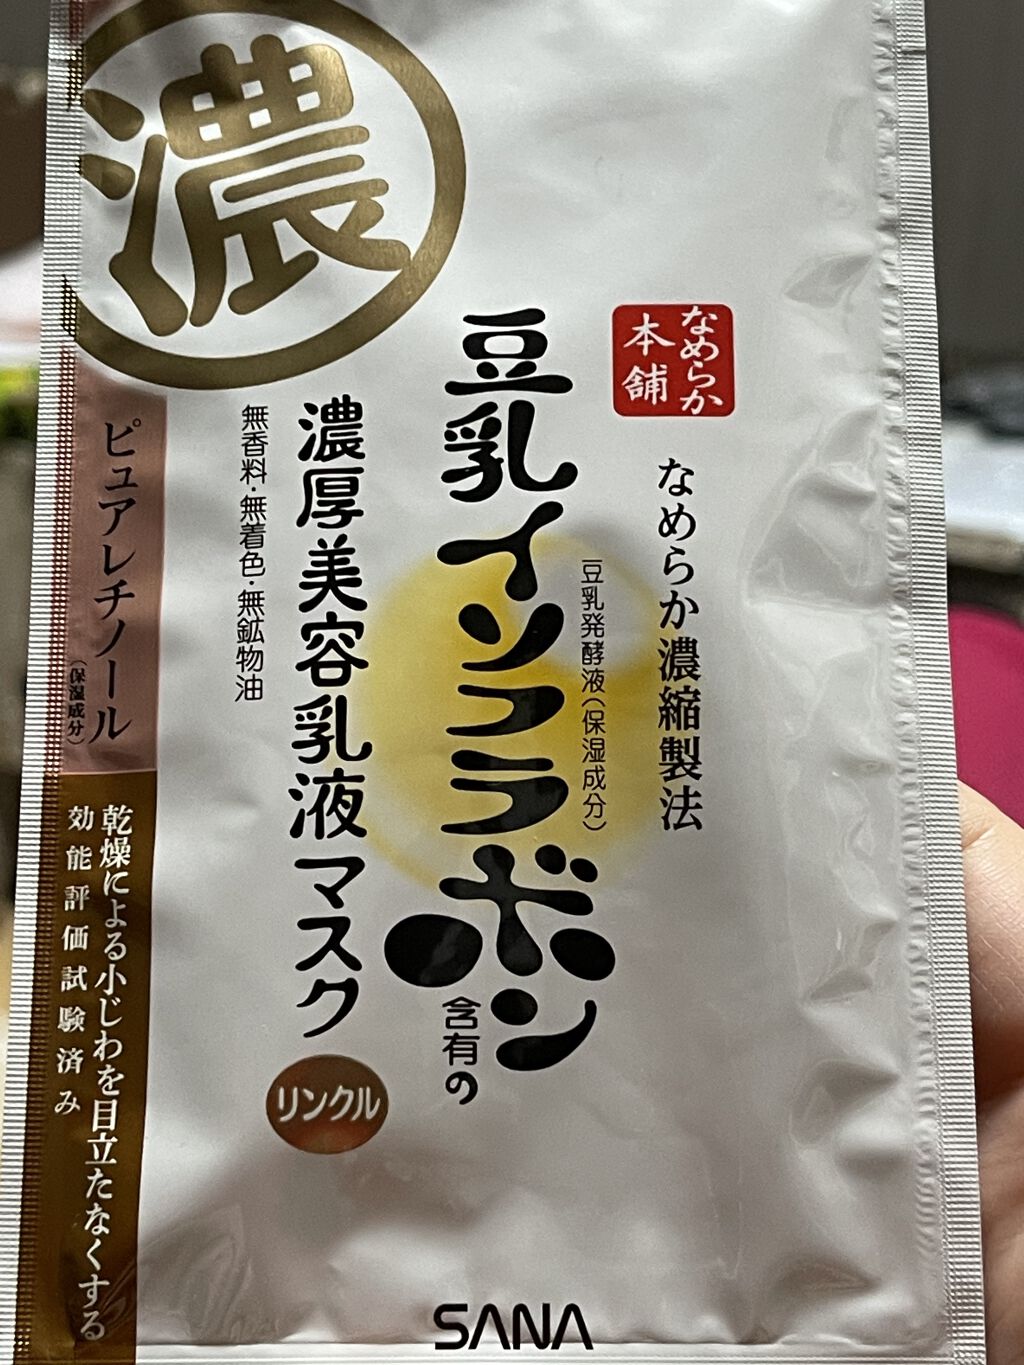 濃
なめらか
本舗
なめらか濃縮製法
豆乳発酵液(保湿成分)
豆乳イソフラボン
含有の
濃厚美容乳液マスク
リンクル
無香料・無着色・無鉱物油
ピュアレチノール
(保湿成分)
乾燥による小じわを目立たなくする
効能評価試験済み
SANA